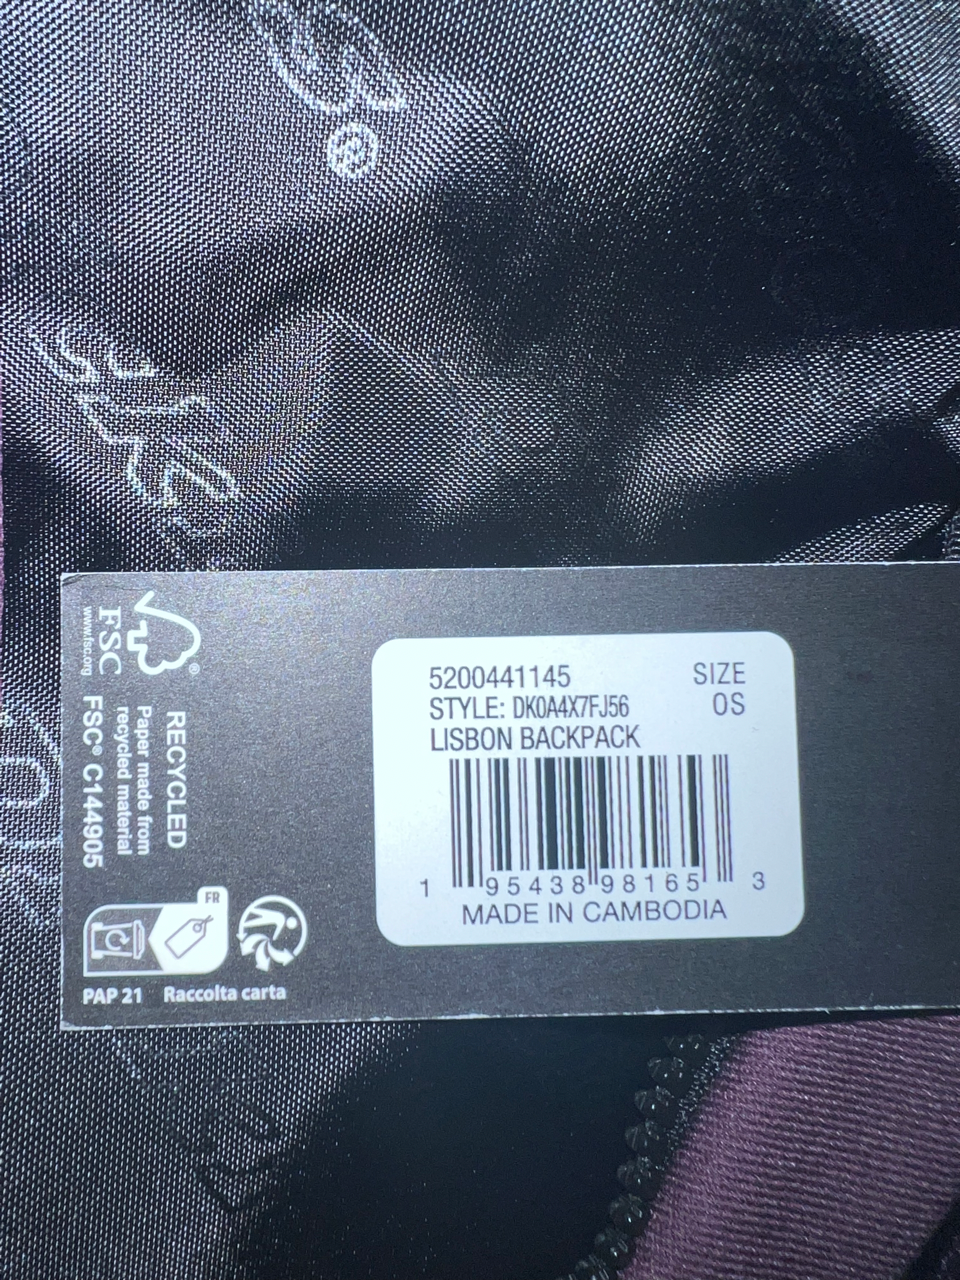 5200441145
SIZE
STYLE: DK0A4X7FJ56
OS
LISBON BACKPACK
1 95438 98165 3
MADE IN CAMBODIA
®
FSC
www.fsc.org
RECYCLED
Paper made from
recycled material
FSC® C144905
FR
PAP 21
Raccolta carta
®